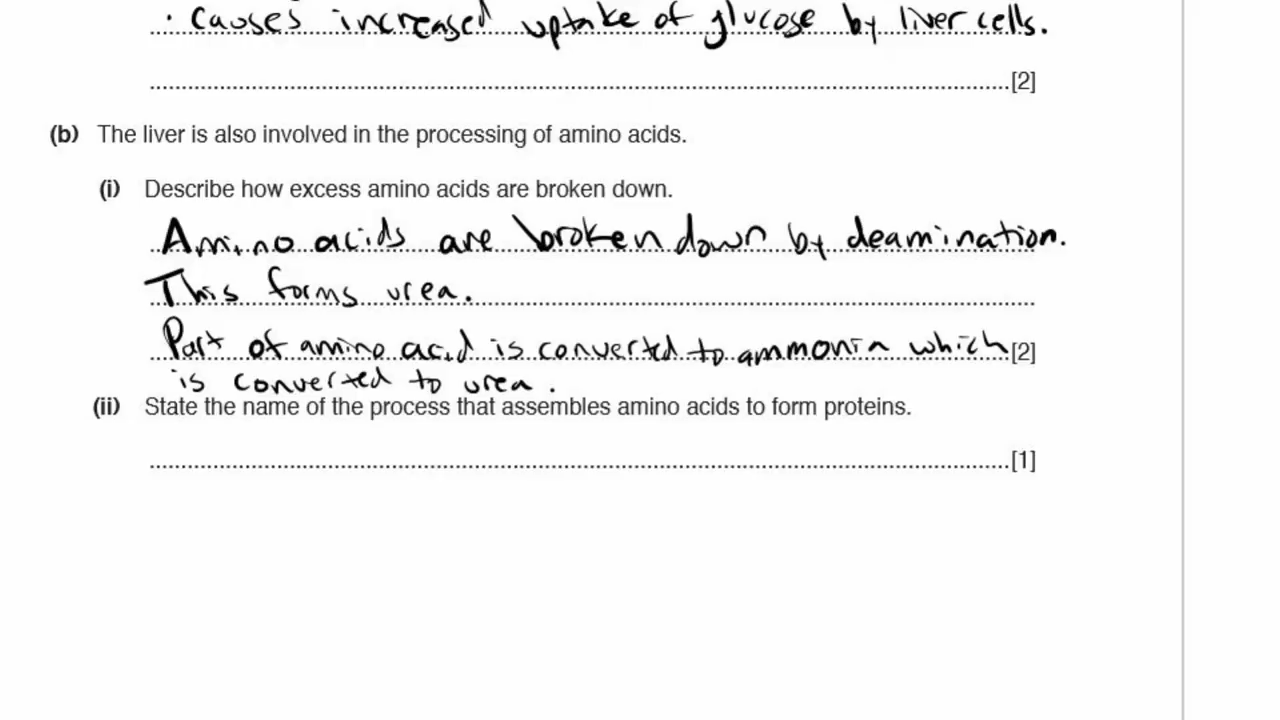 · Causes increased uptake of glucose by liver cells.
[2]
(b) The liver is also involved in the processing of amino acids.
(i) Describe how excess amino acids are broken down.
Amino acids are broken down by deamination.
This forms urea.
Part of amino acid is converted to ammonia which [2]
is converted to urea.
(ii) State the name of the process that assembles amino acids to form proteins.
[1]